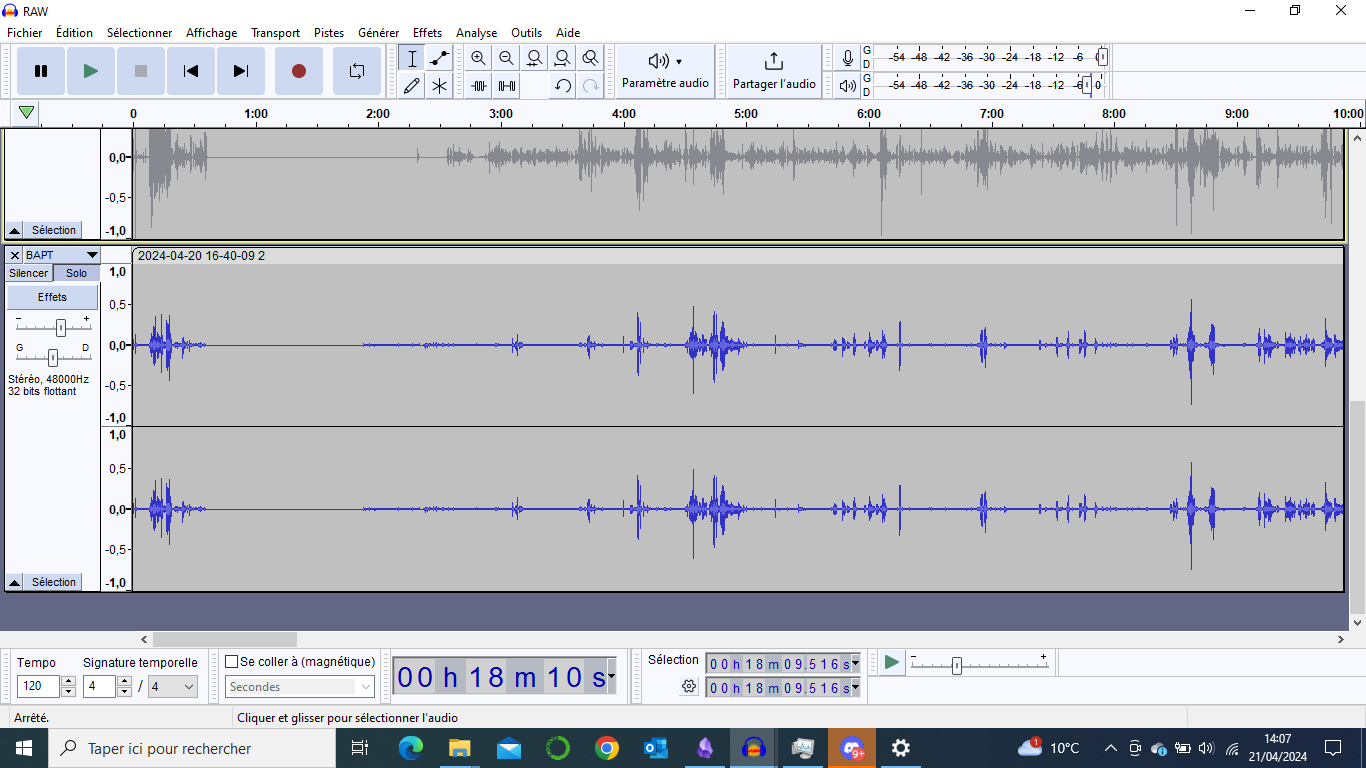 RAW
Fichier Édition Sélectionner Affichage Transport Pistes Générer Effets Analyse Outils Aide
Paramètre audio
Partager l'audio
G
D
-54 -48 -42 -36 -30 -24 -18 -12 -6 0
G
D
-54 -48 -42 -36 -30 -24 -18 -12 -6 0
0 1:00 2:00 3:00 4:00 5:00 6:00 7:00 8:00 9:00 10:00
0,0
-0,5
-1,0
Sélection
BAPT
2024-04-20 16-40-09 2
Silencer Solo
Effets
- +
G D
Stéréo, 48000Hz
32 bits flottant
1,0
0,5
0,0
-0,5
-1,0
1,0
0,5
0,0
-0,5
-1,0
Sélection
Tempo
120
Signature temporelle
4 / 4
Se coller à (magnétique)
Secondes
00 h 18 m 10 s
Sélection
00 h 18 m 09.516 s
00 h 18 m 09.516 s
- +
Arrêté.
Cliquer et glisser pour sélectionner l'audio
Taper ici pour rechercher
9+
1
10°C
14:07
21/04/2024